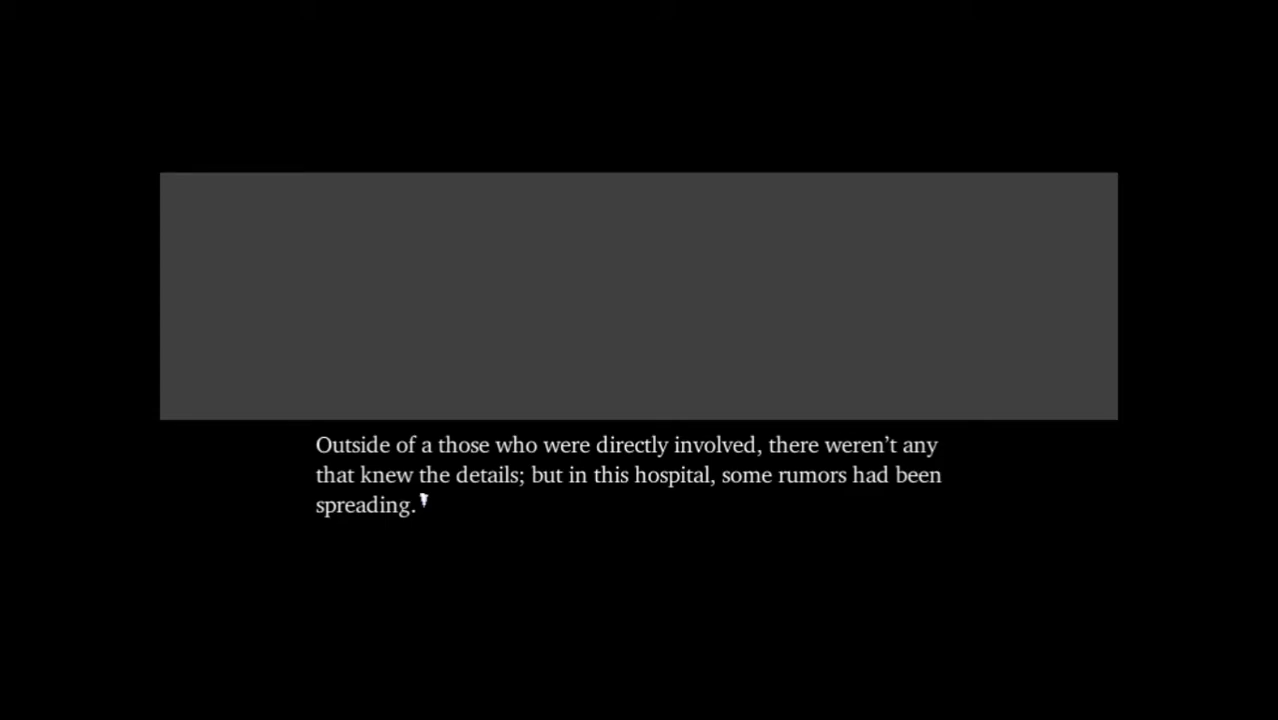 Outside of a those who were directly involved, there weren’t any
that knew the details; but in this hospital, some rumors had been
spreading.